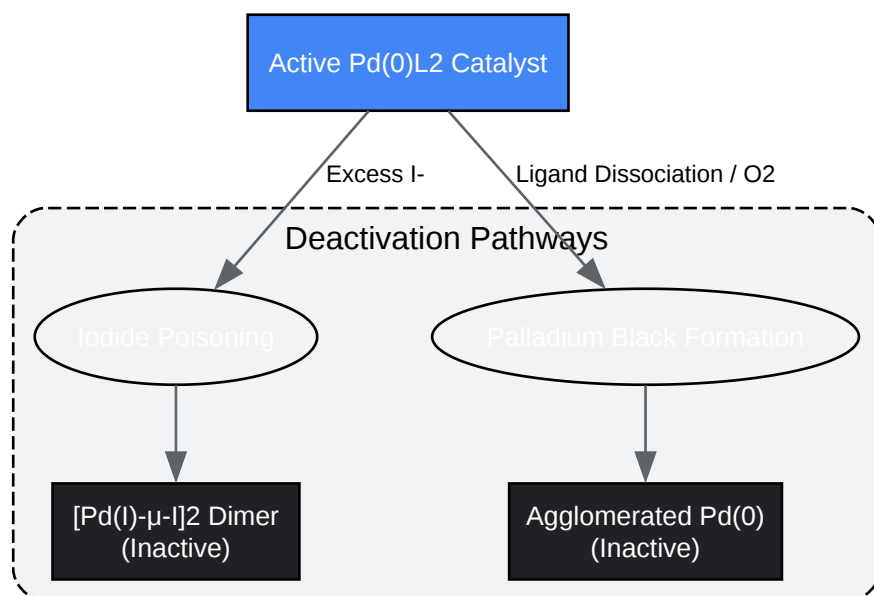 Active Pd(0)L2 Catalyst
Excess I-
Ligand Dissociation / O2
Deactivation Pathways
Iodide Poisoning
Palladium Black Formation
[Pd(I)-μ-I]2 Dimer
(Inactive)
Agglomerated Pd(0)
(Inactive)